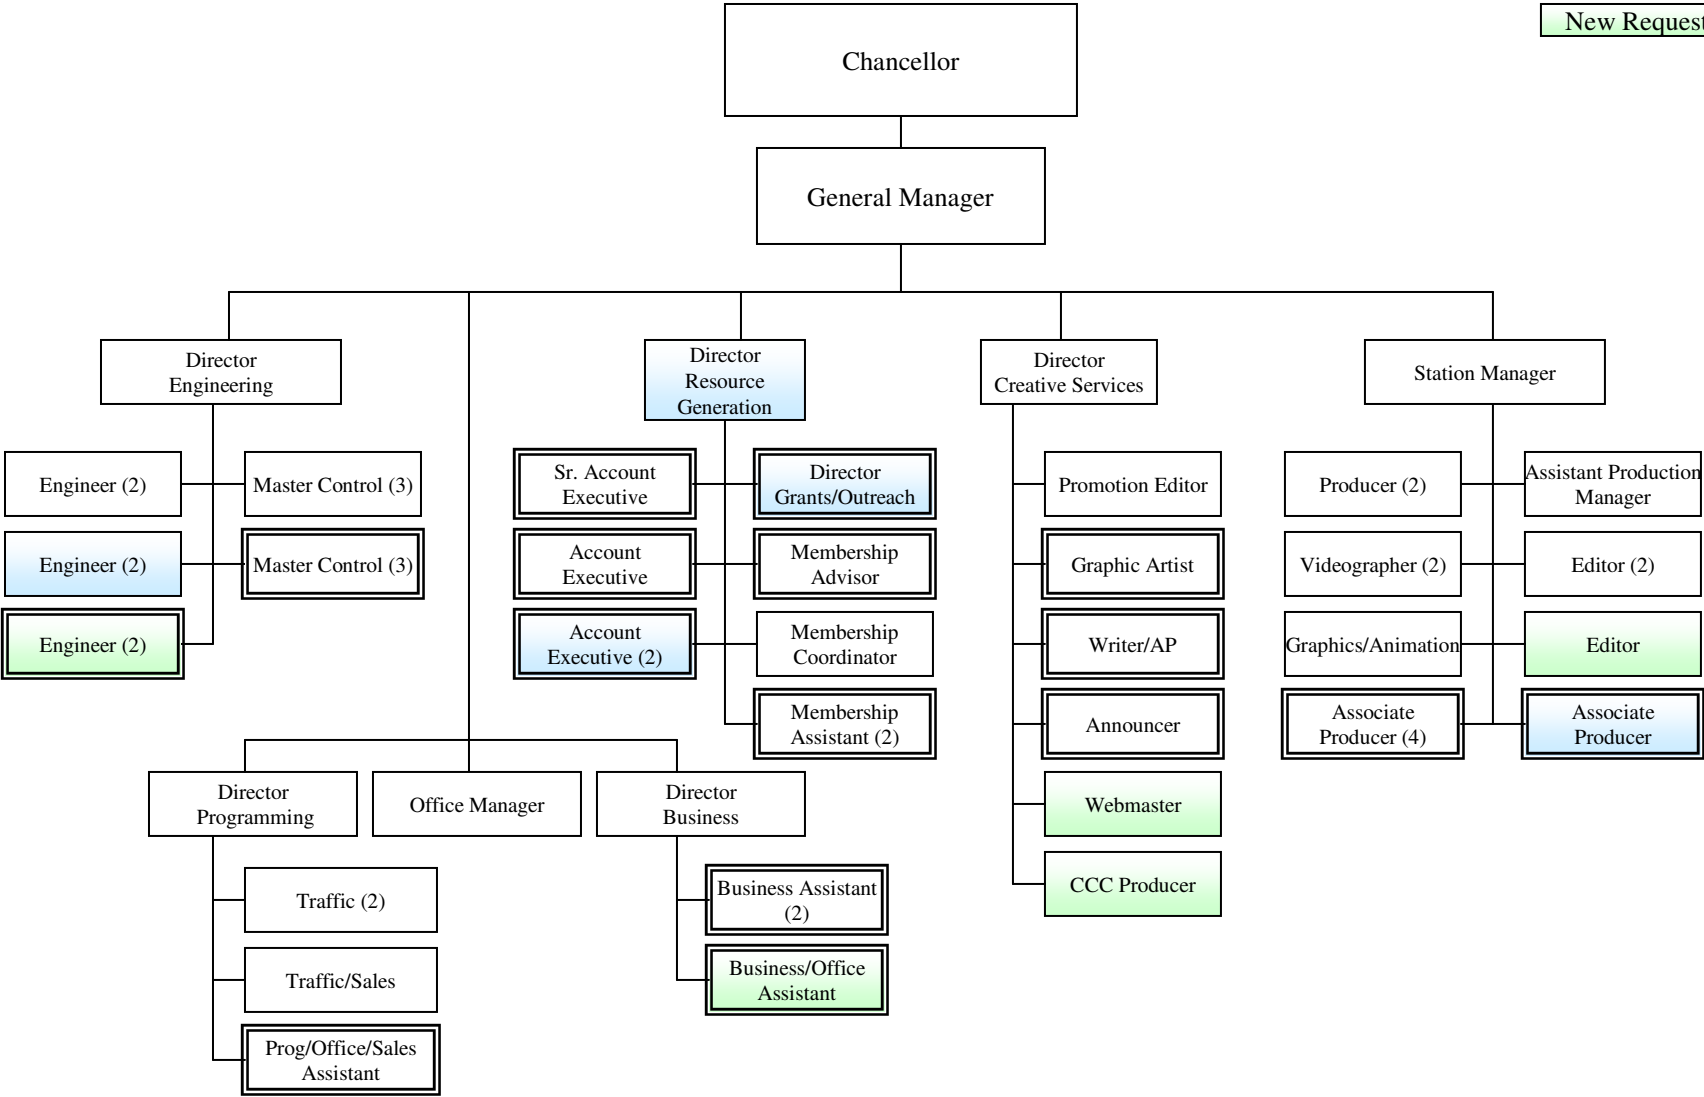 Chancellor
New Request
General Manager
Director
Engineering
Director
Resource
Generation
Director
Creative Services
Station Manager
Engineer (2)
Master Control (3)
Engineer (2)
Master Control (3)
Engineer (2)
Sr. Account
Executive
Director
Grants/Outreach
Account
Executive
Membership
Advisor
Account
Executive (2)
Membership
Coordinator
Membership
Assistant (2)
Promotion Editor
Graphic Artist
Writer/AP
Announcer
Webmaster
CCC Producer
Producer (2)
Assistant Production
Manager
Videographer (2)
Editor (2)
Graphics/Animation
Editor
Associate
Producer (4)
Associate
Producer
Director
Programming
Office Manager
Director
Business
Traffic (2)
Traffic/Sales
Prog/Office/Sales
Assistant
Business Assistant
(2)
Business/Office
Assistant